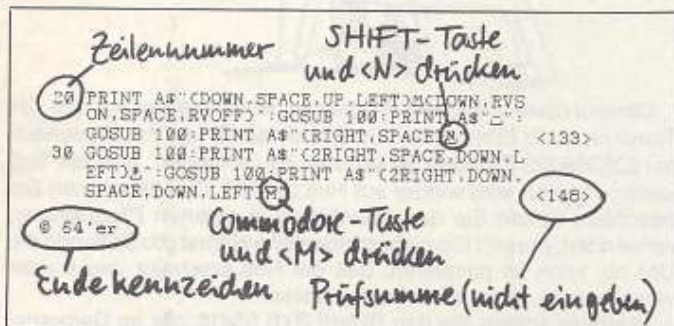 Zeilennummer
SHIFT-Taste
und <N> drücken
20 PRINT A$"(DOWN,SPACE,UP,LEFT)M(DOWN,RVS
ON,SPACE,RVOFF)":GOSUB 100:PRINT A$"":
GOSUB 100:PRINT A$"(RIGHT,SPACE)M" <133>
30 GOSUB 100:PRINT A$"(2RIGHT,SPACE,DOWN,L
EFT)":GOSUB 100:PRINT A$"(2RIGHT,DOWN,
SPACE,DOWN,LEFT)M" <148>
© 64'er
Commodore-Taste
und <M> drücken
Endekennzeichen
Prüfsumme (nicht eingeben)